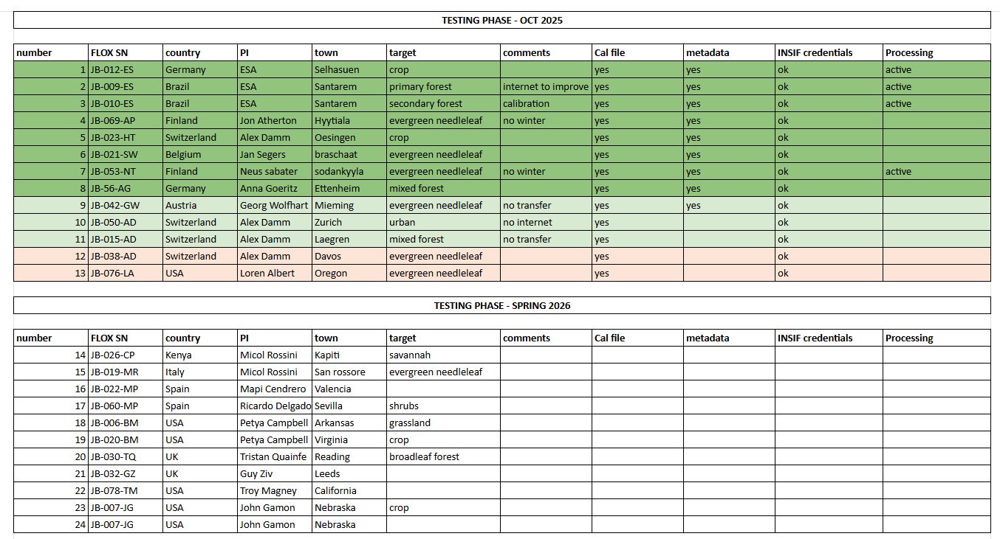 TESTING PHASE - OCT 2025
number FLOX SN country PI town target comments Cal file metadata INSIF credentials Processing
1 JB-012-ES Germany ESA Selhasuen crop yes yes ok active
2 JB-009-ES Brazil ESA Santarem primary forest internet to improve yes yes ok active
3 JB-010-ES Brazil ESA Santarem secondary forest calibration yes yes ok active
4 JB-069-AP Finland Jon Atherton Hyytiala evergreen needleleaf no winter yes yes ok
5 JB-023-HT Switzerland Alex Damm Oesingen crop yes yes ok
6 JB-021-SW Belgium Jan Segers braschaat evergreen needleleaf yes yes ok
7 JB-053-NT Finland Neus sabater sodankyyla evergreen needleleaf no winter yes yes ok active
8 JB-56-AG Germany Anna Goeritz Ettenheim mixed forest yes yes ok
9 JB-042-GW Austria Georg Wolfhart Mieming evergreen needleleaf no transfer yes yes ok
10 JB-050-AD Switzerland Alex Damm Zurich urban no internet yes ok
11 JB-015-AD Switzerland Alex Damm Laegren mixed forest no transfer yes ok
12 JB-038-AD Switzerland Alex Damm Davos evergreen needleleaf yes ok
13 JB-076-LA USA Loren Albert Oregon evergreen needleleaf yes ok
TESTING PHASE - SPRING 2026
number FLOX SN country PI town target comments Cal file metadata INSIF credentials Processing
14 JB-026-CP Kenya Micol Rossini Kapiti savannah
15 JB-019-MR Italy Micol Rossini San rossore evergreen needleleaf
16 JB-022-MP Spain Mapi Cendrero Valencia
17 JB-060-MP Spain Ricardo Delgado Sevilla shrubs
18 JB-006-BM USA Petya Campbell Arkansas grassland
19 JB-020-BM USA Petya Campbell Virginia crop
20 JB-030-TQ UK Tristan Quainfe Reading broadleaf forest
21 JB-032-GZ UK Guy Ziv Leeds
22 JB-078-TM USA Troy Magney California
23 JB-007-JG USA John Gamon Nebraska crop
24 JB-007-JG USA John Gamon Nebraska